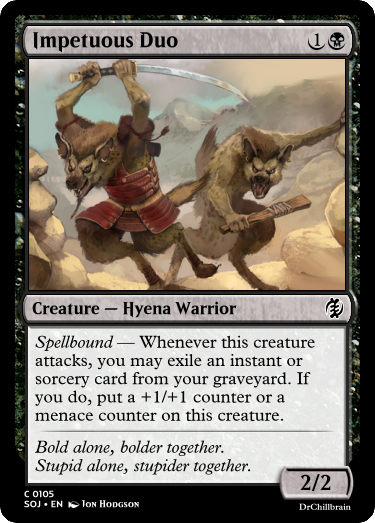 Impetuous Duo 1
Creature — Hyena Warrior
Spellbound — Whenever this creature
attacks, you may exile an instant or
sorcery card from your graveyard. If
you do, put a +1/+1 counter or a
menace counter on this creature.
Bold alone, bolder together.
Stupid alone, stupider together.
2/2
C 0105
SOJ • EN Jon Hodgson
DrChillbrain